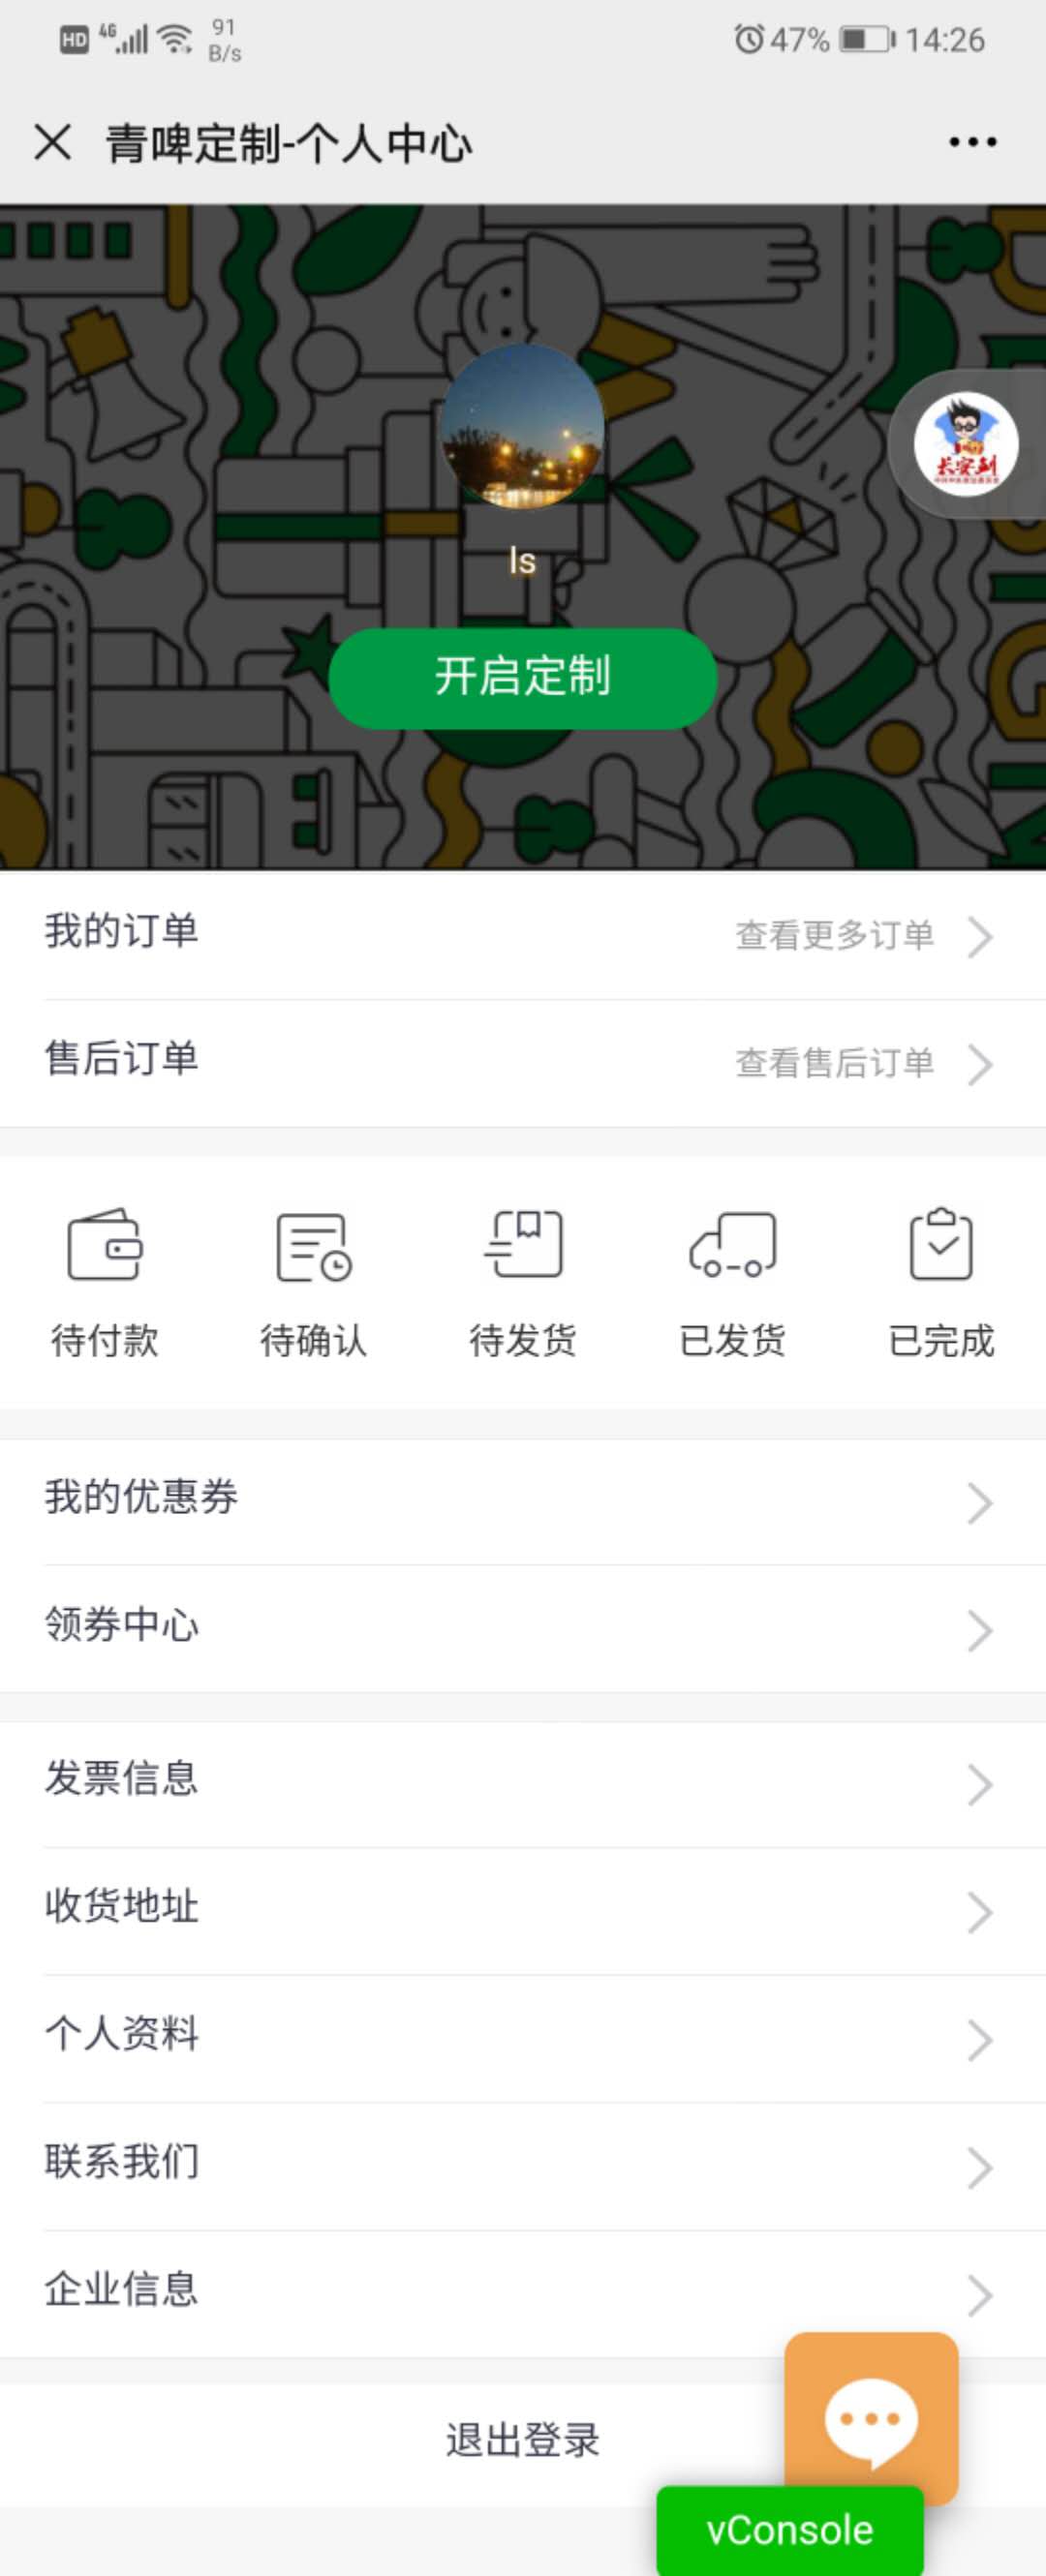 HD 4G 91 B/s 47% 14:26
青啤定制-个人中心
长安剑
ls
开启定制
我的订单 查看更多订单
售后订单 查看售后订单
待付款 待确认 待发货 已发货 已完成
我的优惠券
领券中心
发票信息
收货地址
个人资料
联系我们
企业信息
退出登录
vConsole